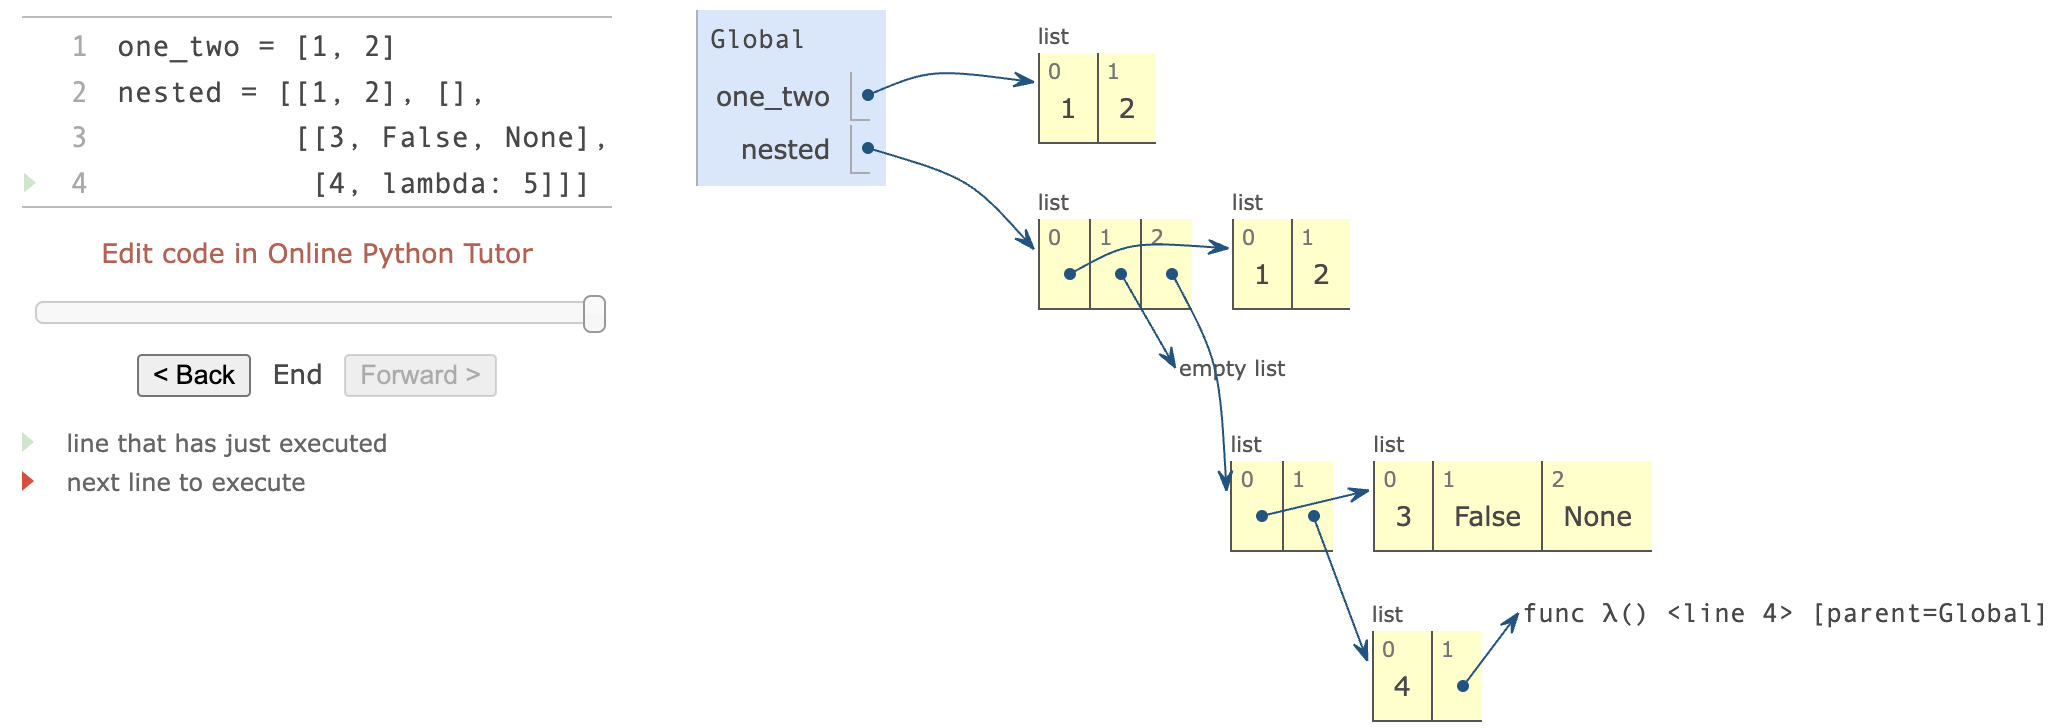 1 one_two = [1, 2]
2 nested = [[1, 2], [],
3 [[3, False, None],
4 [4, lambda: 5]]]
Edit code in Online Python Tutor
< Back End Forward >
line that has just executed
next line to execute
Global
one_two
nested
list
0 1
1 2
list
0 1 2
list
0 1
1 2
empty list
list
0 1
list
0 1 2
3 False None
list
0 1
4
func λ() <line 4> [parent=Global]